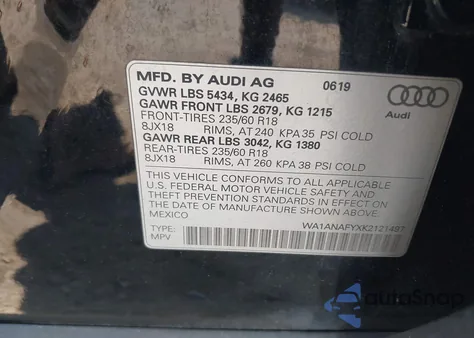 MFD. BY AUDI AG 0619
GVWR LBS 5434, KG 2465
GAWR FRONT LBS 2679, KG 1215
FRONT-TIRES 235/60 R18
8JX18 RIMS, AT 240 KPA 35 PSI COLD
GAWR REAR LBS 3042, KG 1380
REAR-TIRES 235/60 R18
8JX18 RIMS, AT 260 KPA 38 PSI COLD
Audi
THIS VEHICLE CONFORMS TO ALL APPLICABLE
U.S. FEDERAL MOTOR VEHICLE SAFETY AND
THEFT PREVENTION STANDARDS IN EFFECT ON
THE DATE OF MANUFACTURE SHOWN ABOVE.
MEXICO
TYPE:
MPV
WA1ANAFYXK2121487
autoSnap